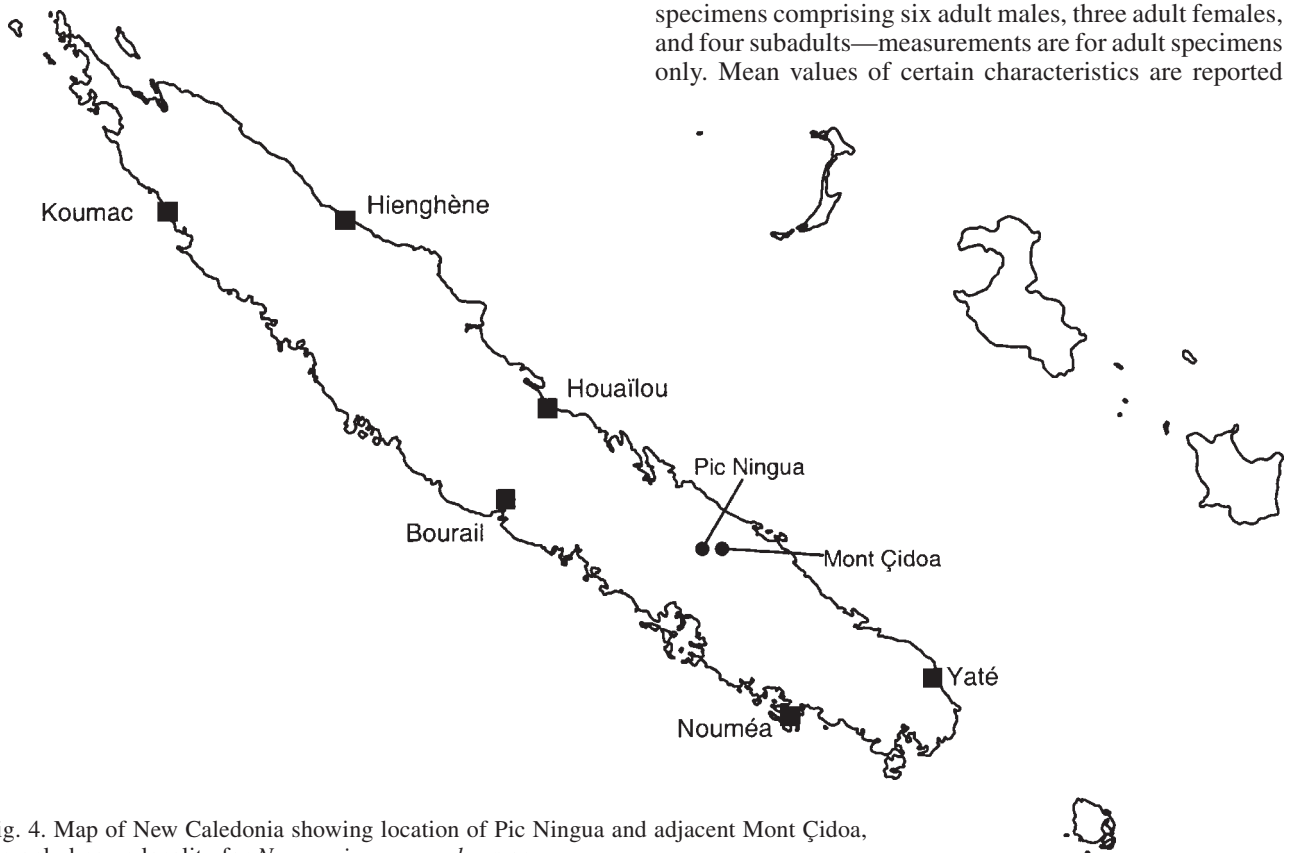 specimens comprising six adult males, three adult females,
and four subadults—measurements are for adult specimens
only. Mean values of certain characteristics are reported
Koumac
Hienghène
Houaïlou
Pic Ningua
Bourail
Mont Çidoa
Yaté
Nouméa
ig. 4. Map of New Caledonia showing location of Pic Ningua and adjacent Mont Çidoa,